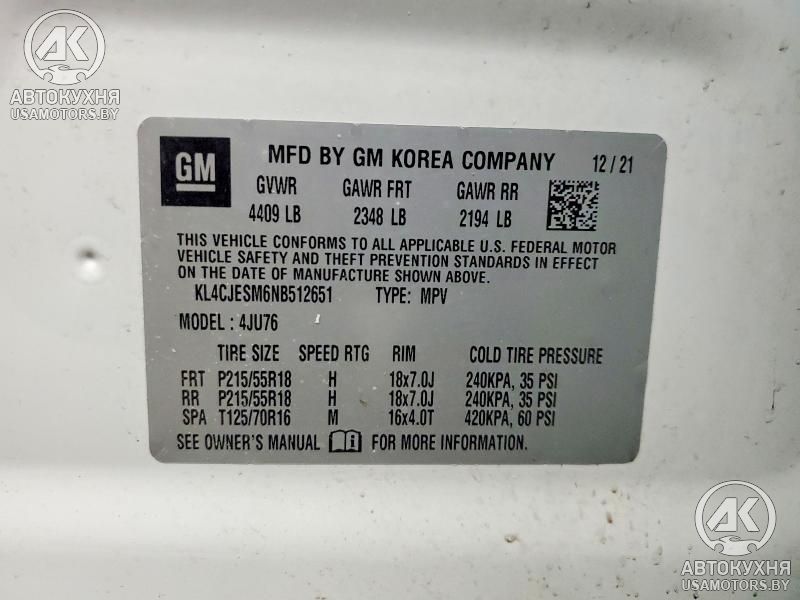 AK
АВТОКУХНЯ
USAMOTORS.BY
GM MFD BY GM KOREA COMPANY 12/21
GVWR GAWR FRT GAWR RR
4409 LB 2348 LB 2194 LB
THIS VEHICLE CONFORMS TO ALL APPLICABLE U.S. FEDERAL MOTOR
VEHICLE SAFETY AND THEFT PREVENTION STANDARDS IN EFFECT
ON THE DATE OF MANUFACTURE SHOWN ABOVE.
KL4CJESM6NB512651 TYPE: MPV
MODEL: 4JU76
TIRE SIZE SPEED RTG RIM COLD TIRE PRESSURE
FRT P215/55R18 H 18x7.0J 240KPA, 35 PSI
RR P215/55R18 H 18x7.0J 240KPA, 35 PSI
SPA T125/70R16 M 16x4.0T 420KPA, 60 PSI
SEE OWNER'S MANUAL FOR MORE INFORMATION.
AK
АВТОКУХНЯ
USAMOTORS.BY